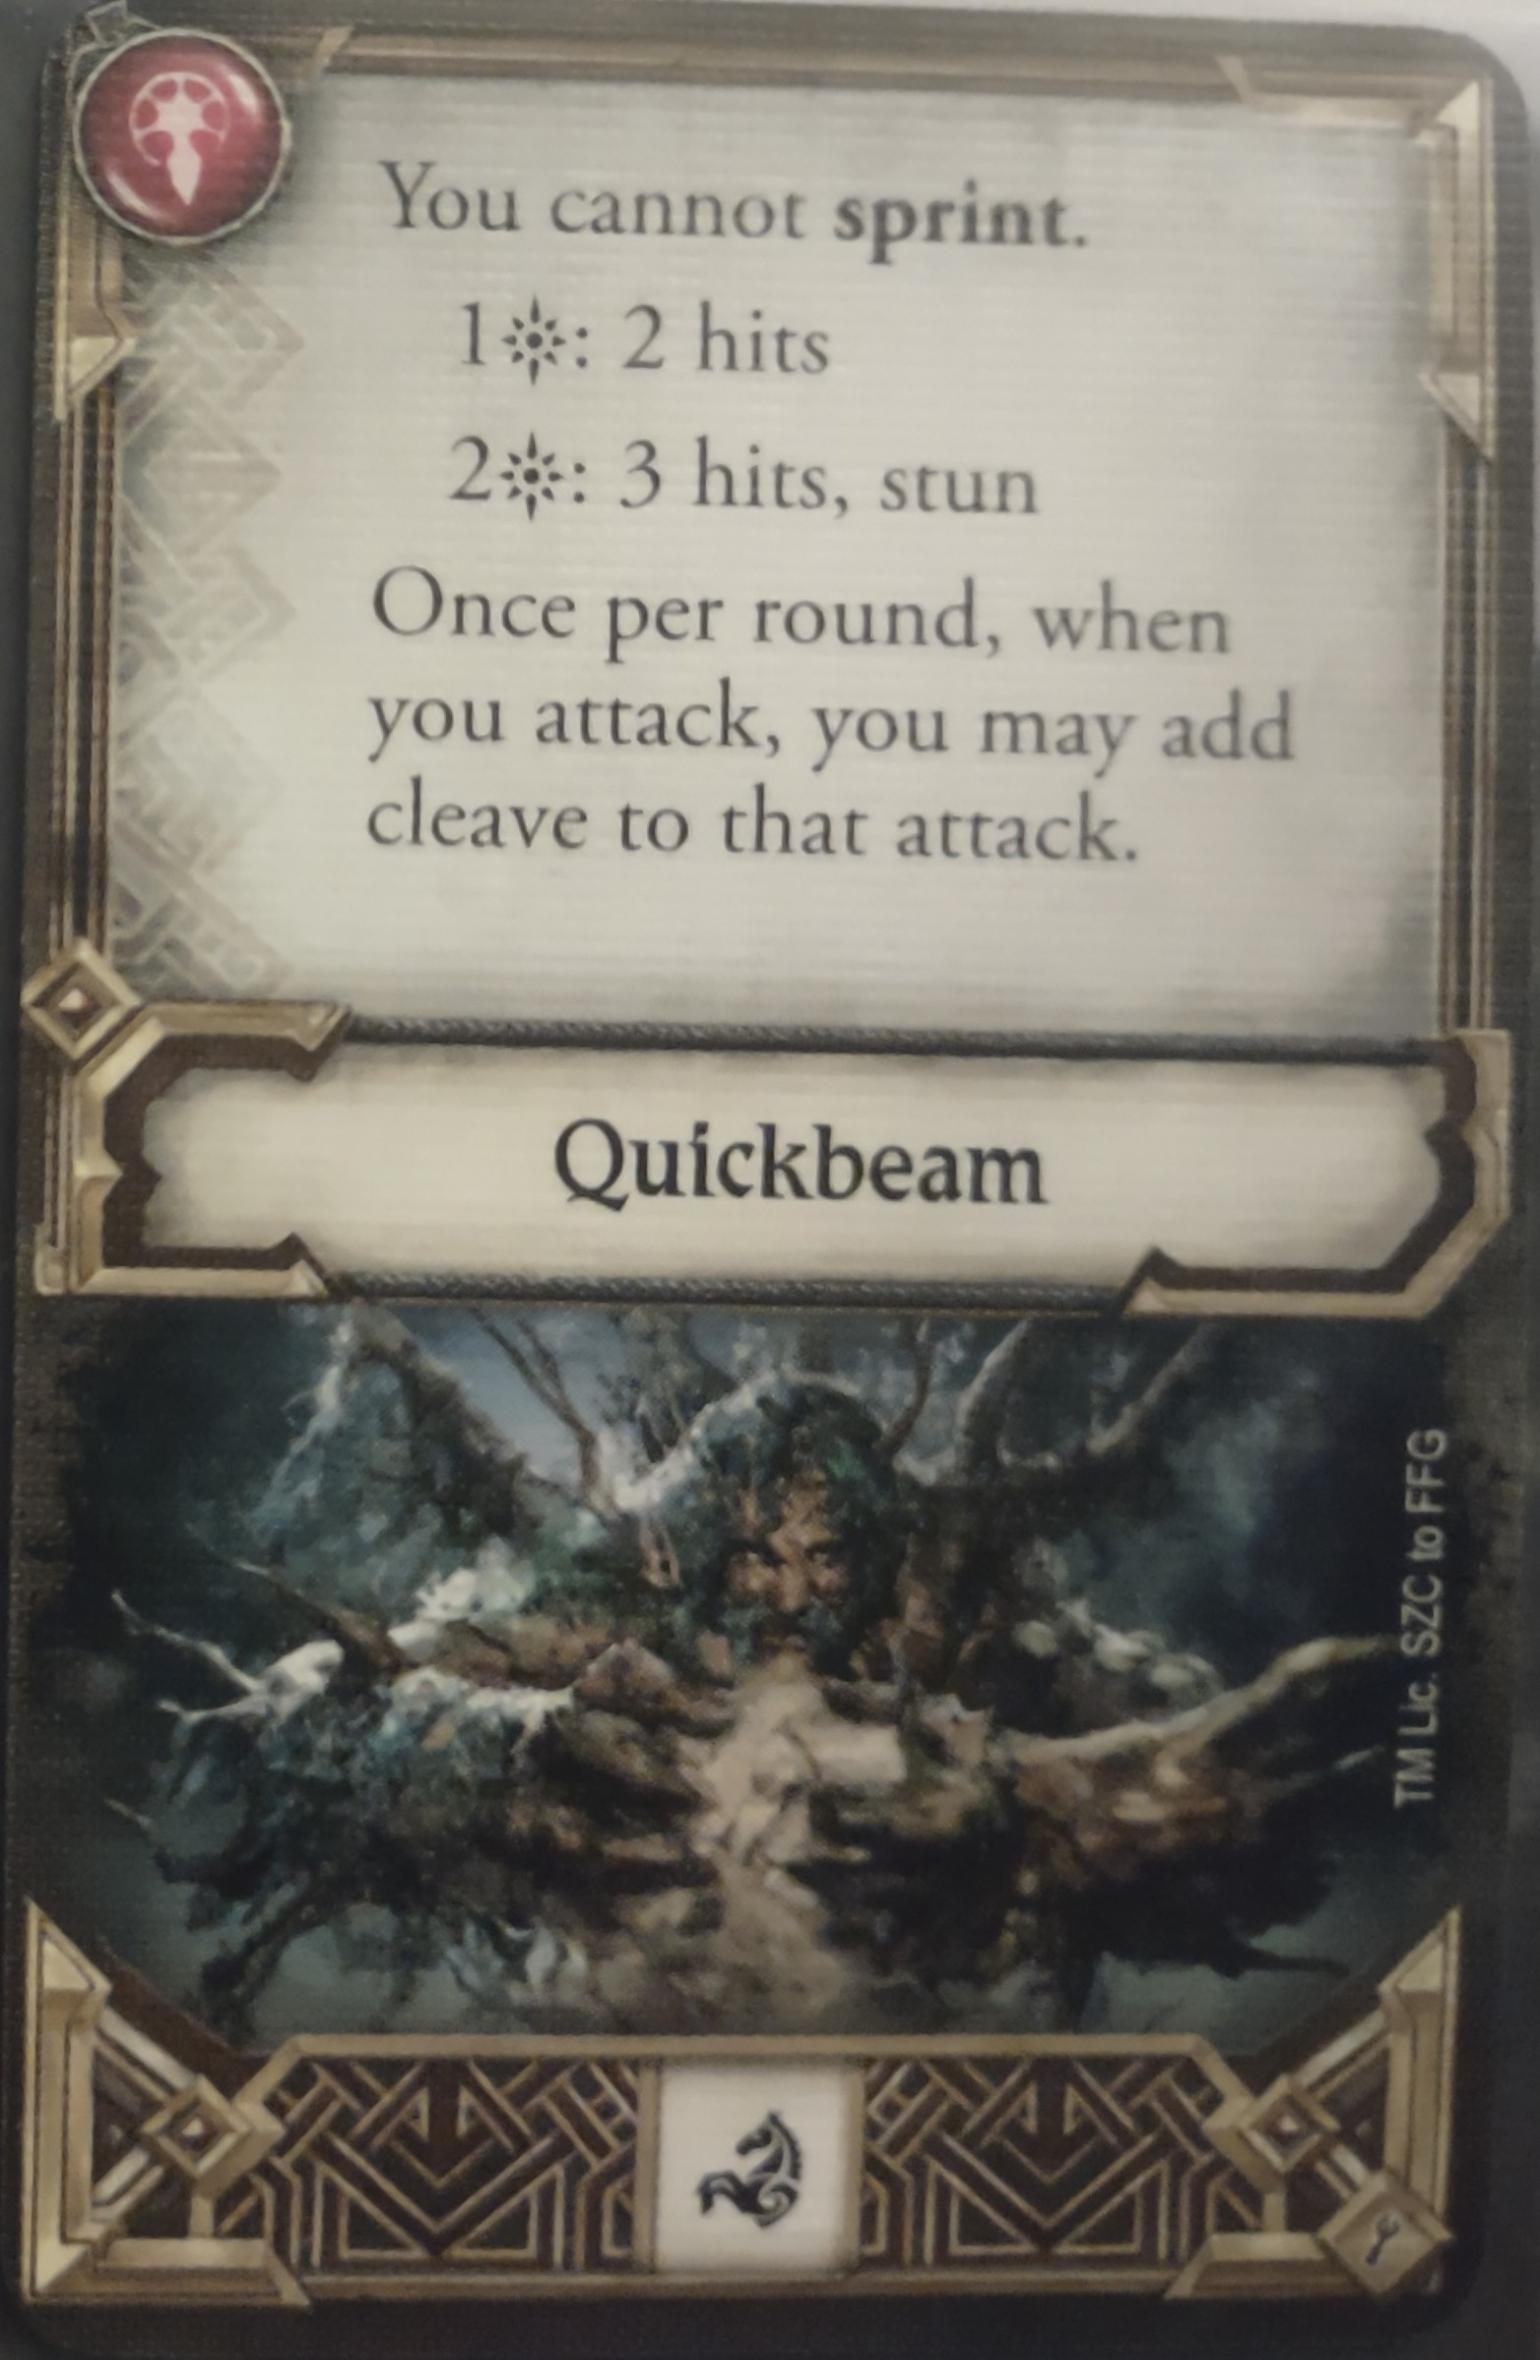 You cannot sprint.
1☀: 2 hits
2☀: 3 hits, stun
Once per round, when
you attack, you may add
cleave to that attack.
Quickbeam
TM Lic. SZC to FFG